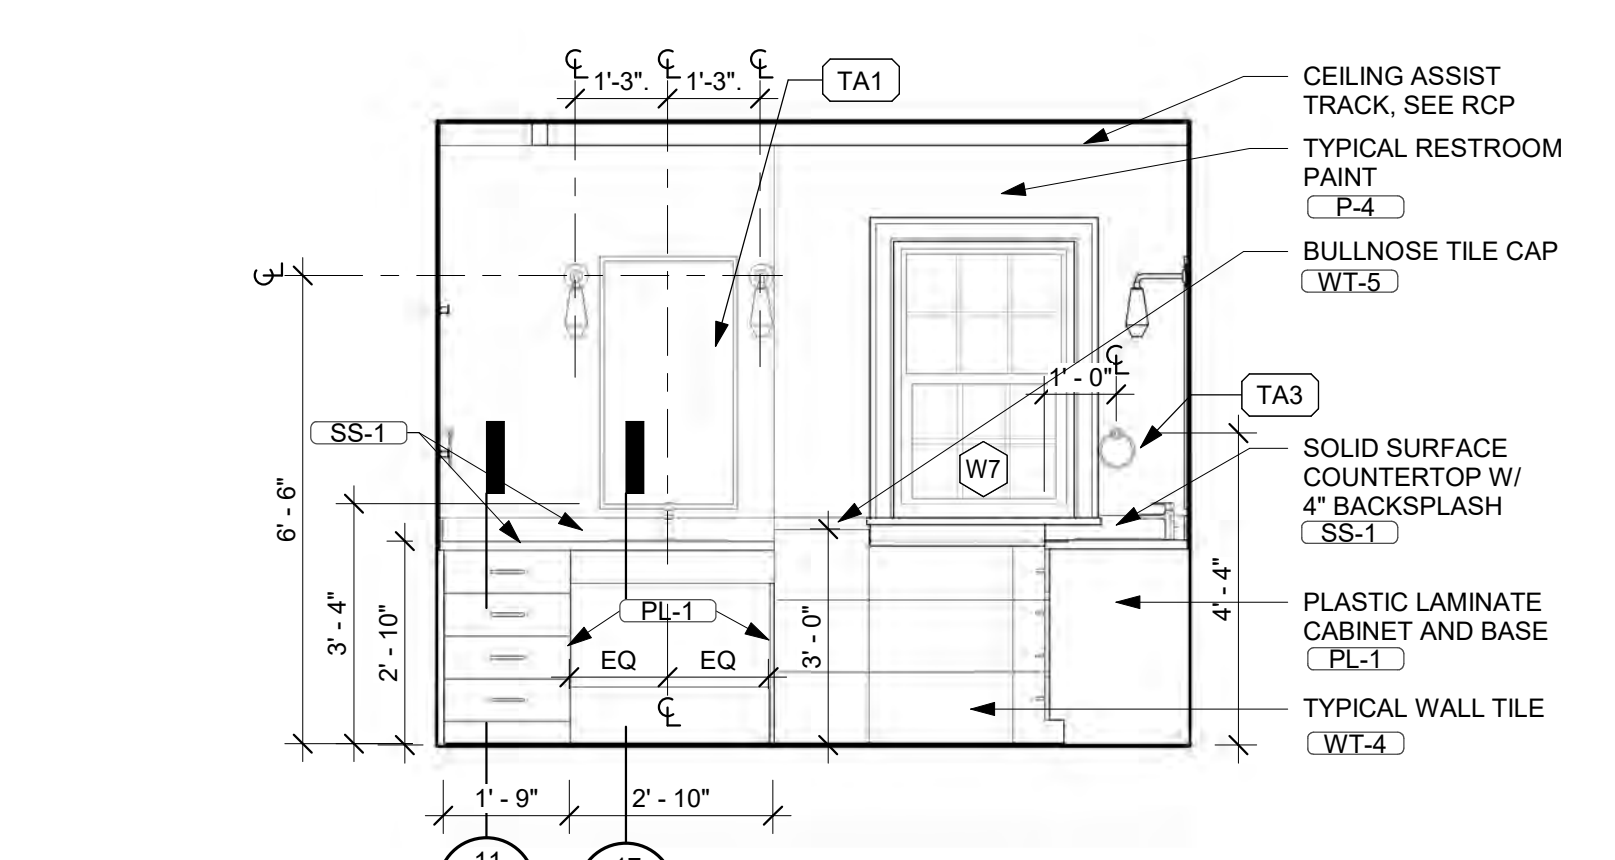 1'-3".
1'-3".
TA1
CEILING ASSIST
TRACK, SEE RCP
TYPICAL RESTROOM
PAINT
P-4
BULLNOSE TILE CAP
WT-5
1' - 0"
TA3
SS-1
W7
SOLID SURFACE
COUNTERTOP W/
4" BACKSPLASH
SS-1
6' - 6"
3' - 4"
2' - 10"
PL-1
EQ
EQ
3' - 0"
4' - 4"
PLASTIC LAMINATE
CABINET AND BASE
PL-1
TYPICAL WALL TILE
WT-4
1' - 9"
2' - 10"
11